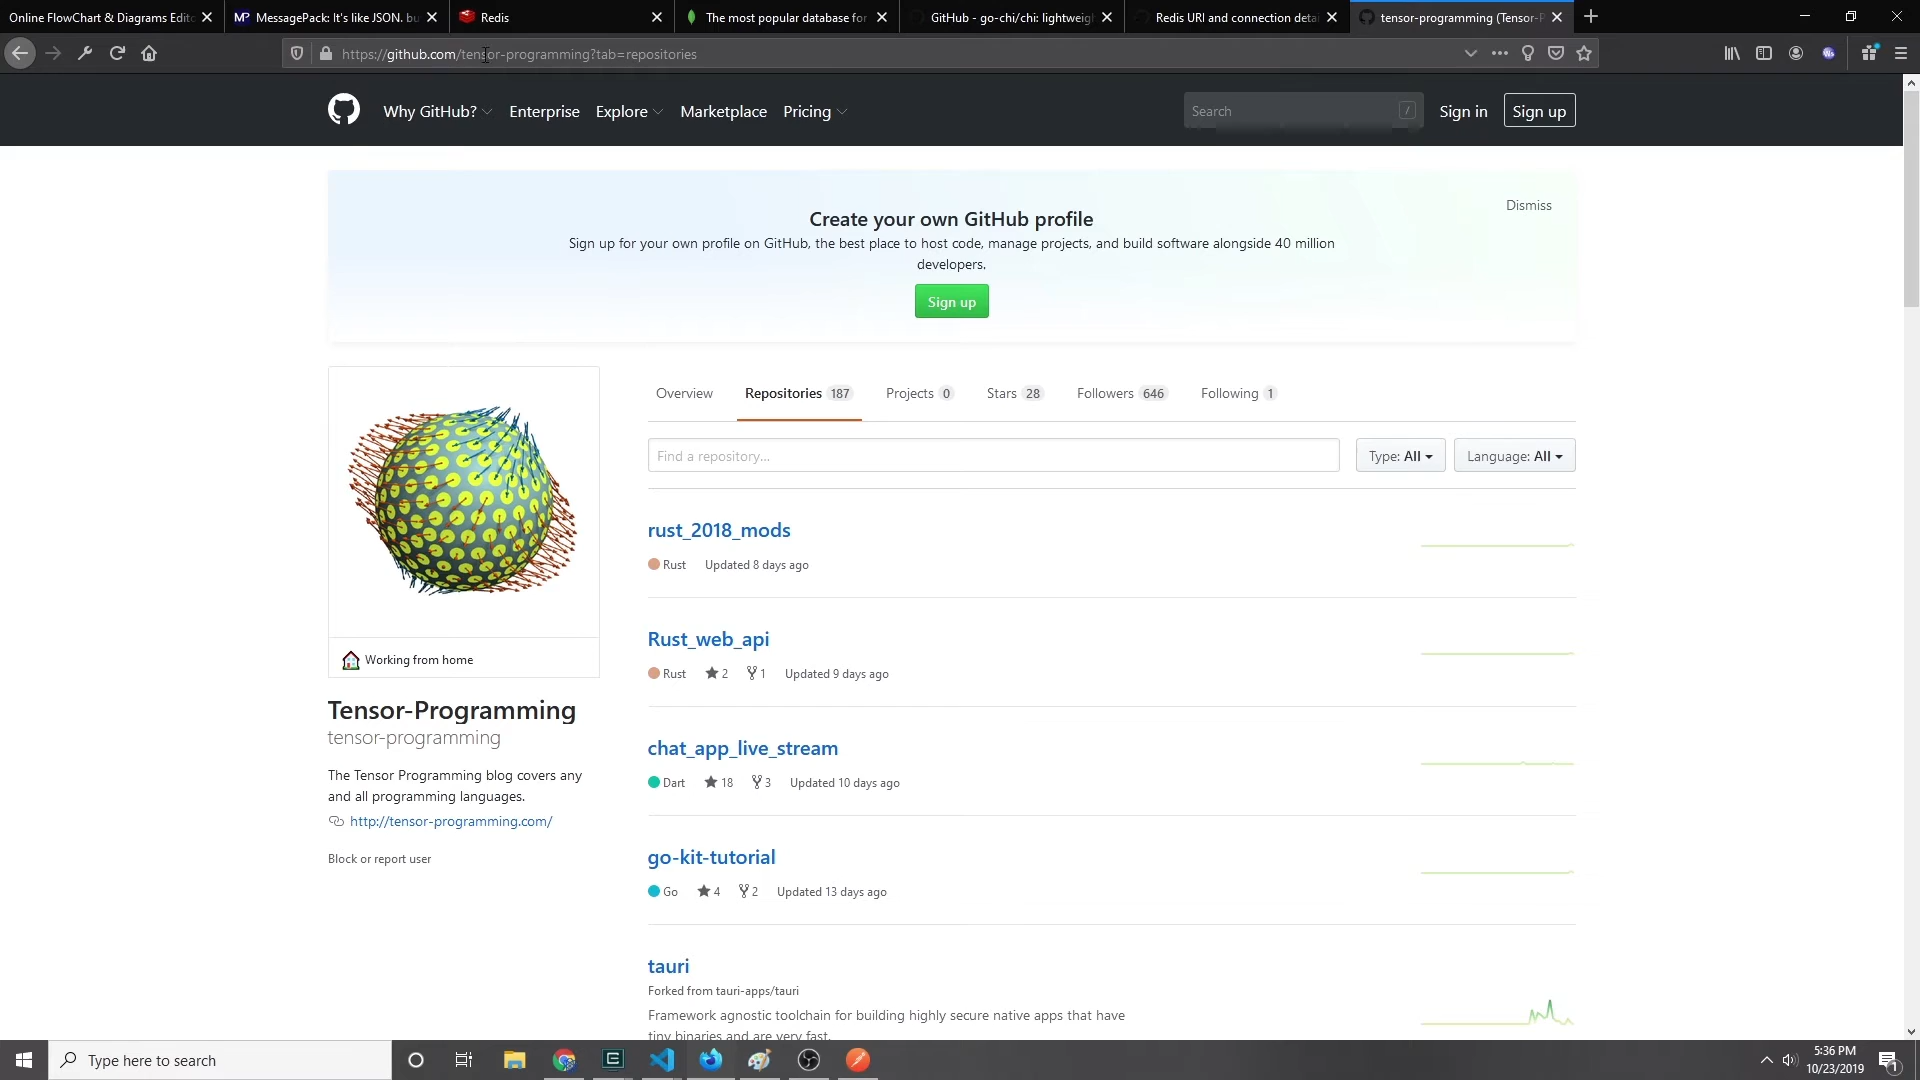 Online FlowChart & Diagrams Edit
MessagePack: It's like JSON. bu
Redis
The most popular database for
GitHub - go-chi/chi: lightweigh
Redis URI and connection detai
tensor-programming (Tensor-P
https://github.com/tensor-programming?tab=repositories
Why GitHub?
Enterprise
Explore
Marketplace
Pricing
Search
/
Sign in
Sign up
Create your own GitHub profile
Dismiss
Sign up for your own profile on GitHub, the best place to host code, manage projects, and build software alongside 40 million
developers.
Sign up
Overview
Repositories 187
Projects 0
Stars 28
Followers 646
Following 1
Find a repository...
Type: All
Language: All
rust_2018_mods
Rust Updated 8 days ago
Rust_web_api
Rust 2 1 Updated 9 days ago
Working from home
Tensor-Programming
tensor-programming
The Tensor Programming blog covers any
and all programming languages.
http://tensor-programming.com/
Block or report user
chat_app_live_stream
Dart 18 3 Updated 10 days ago
go-kit-tutorial
Go 4 2 Updated 13 days ago
tauri
Forked from tauri-apps/tauri
Framework agnostic toolchain for building highly secure native apps that have
tiny binaries and are very fast.
Type here to search
5:36 PM
10/23/2019
1